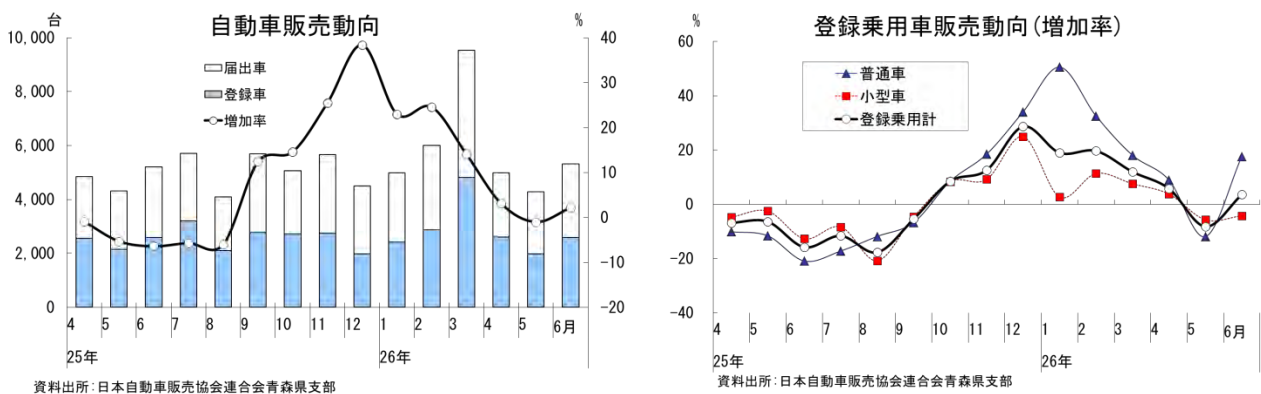 自動車販売動向
台
%
10,000
8,000
6,000
4,000
2,000
0
40
30
20
10
0
-10
-20
届出車
登録車
増加率
4 5 6 7 8 9 10 11 12 1 2 3 4 5 6月
25年 26年
資料出所:日本自動車販売協会連合会青森県支部
登録乗用車販売動向(増加率)
%
60
40
20
0
-20
-40
普通車
小型車
登録乗用計
4 5 6 7 8 9 10 11 12 1 2 3 4 5 6月
25年 26年
資料出所:日本自動車販売協会連合会青森県支部